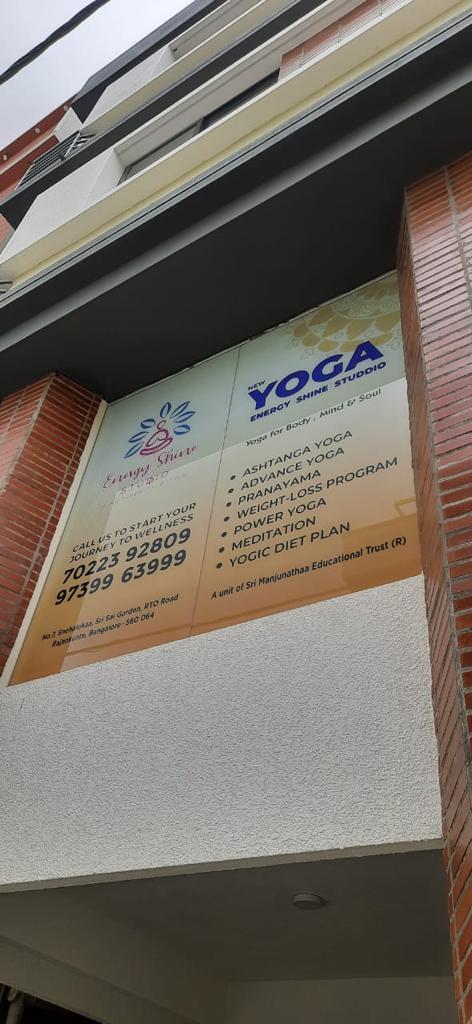 Energy Shine
STUDIO
CALL US TO START YOUR
JOURNEY TO WELLNESS
70223 92809
97399 63999
No.7, Snehalokaa, Sri Sai Garden, RTO Road
Rajankunte, Bangalore - 560 064
NEW
YOGA
ENERGY SHINE STUDDIO
Yoga for Body, Mind & Soul
• ASHTANGA YOGA
• ADVANCE YOGA
• PRANAYAMA
• WEIGHT-LOSS PROGRAM
• POWER YOGA
• MEDITATION
• YOGIC DIET PLAN
A unit of Sri Manjunathaa Educational Trust (R)